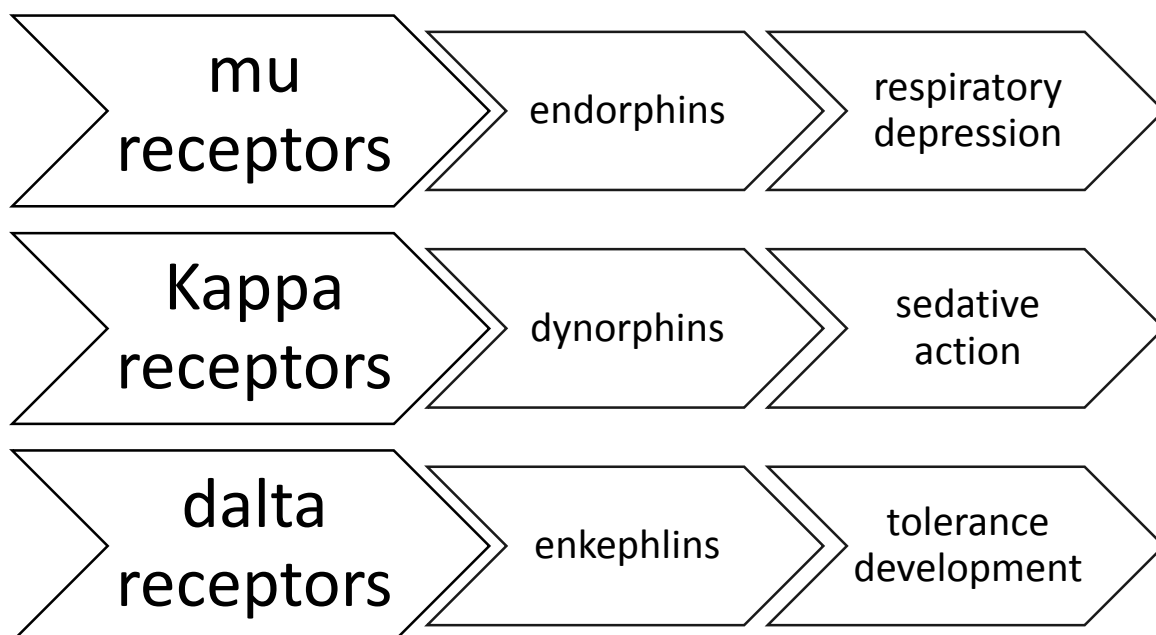 mu
receptors
endorphins
respiratory
depression
Kappa
receptors
dynorphins
sedative
action
dalta
receptors
enkephlins
tolerance
development